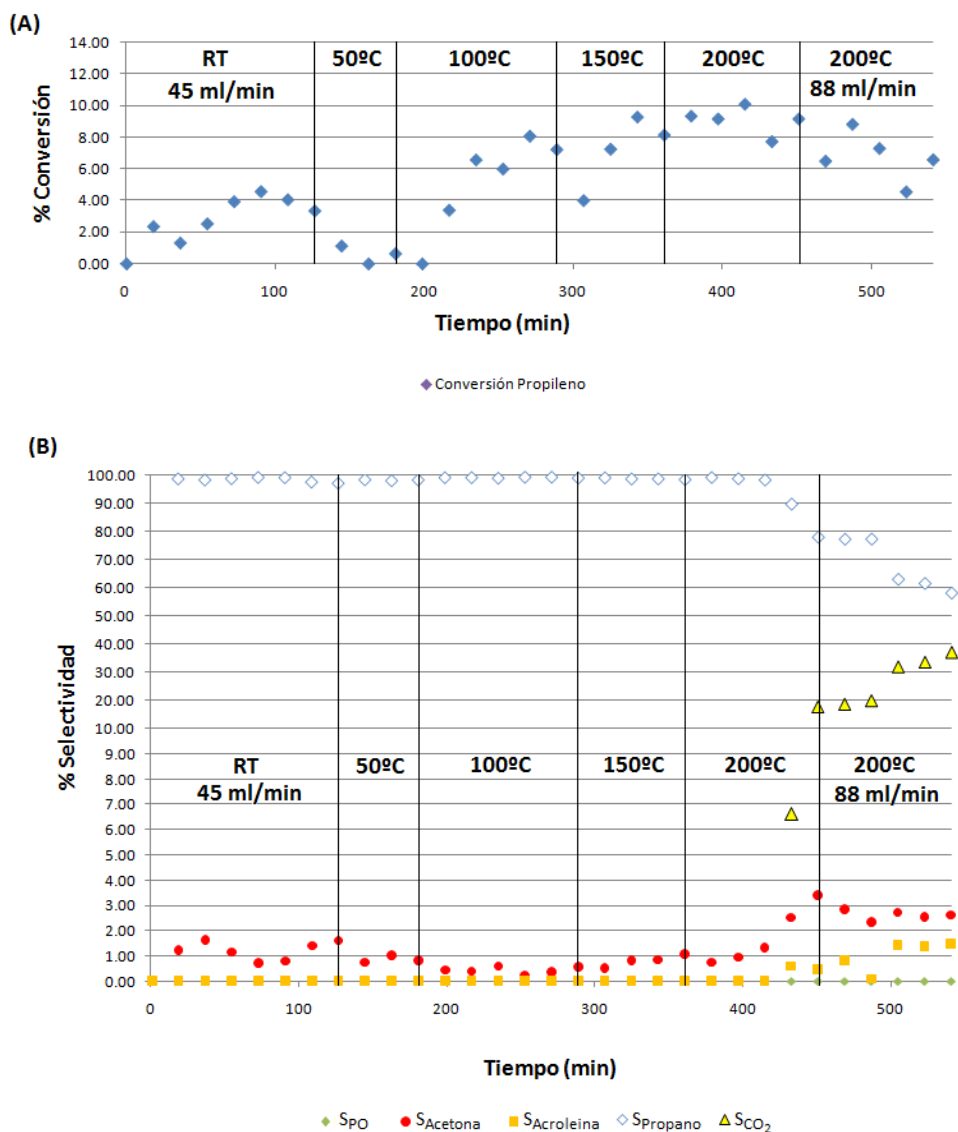 (A)
14.00
12.00
10.00
8.00
6.00
4.00
2.00
0.00
% Conversión
RT
45 ml/min
50ºC
100ºC
150ºC
200ºC
200ºC
88 ml/min
0
100
200
300
400
500
Tiempo (min)
Conversión Propileno
(B)
100.00
90.00
80.00
70.00
60.00
50.00
40.00
30.00
20.00
10.00
9.00
8.00
7.00
6.00
5.00
4.00
3.00
2.00
1.00
0.00
% Selectividad
RT
45 ml/min
50ºC
100ºC
150ºC
200ºC
200ºC
88 ml/min
0
100
200
300
400
500
Tiempo (min)
SPO SAcetona SAcroleina SPropano SCO2